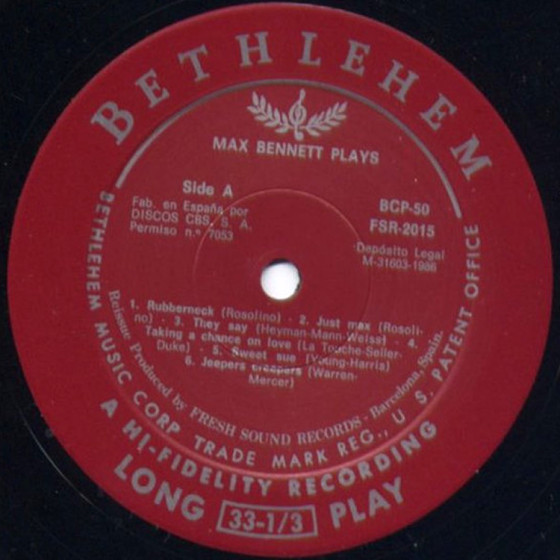 BETHLEHEM
MAX BENNETT PLAYS
Side A
Fab. en España por
DISCOS CBS, S. A.
Permiso n.° 7053
BCP-50
FSR-2015
Depósito Legal
M-31603-1986
1. Rubberneck (Rosolino) · 2. Just max (Rosoli-
no) · 3. They say (Heyman-Mann-Weiss) · 4.
Taking a chance on love (La Touche-Seller-
Duke) · 5. Sweet sue (Young-Harris)
6. Jeepers creepers (Warren-
Mercer)
Reissue Produced by FRESH SOUND RECORDS - Barcelona, Spain.
BETHLEHEM MUSIC CORP. TRADE MARK REG., U. S. PATENT OFFICE
A HI-FIDELITY RECORDING
LONG 33-1/3 PLAY